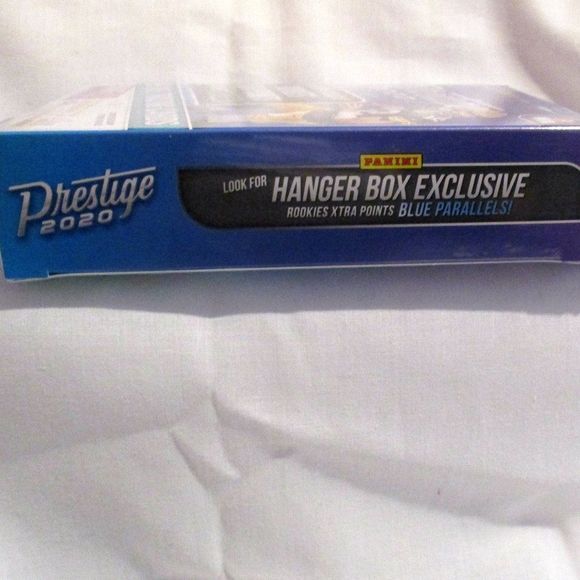 Prestige
2020
PANINI
LOOK FOR HANGER BOX EXCLUSIVE
ROOKIES XTRA POINTS BLUE PARALLELS!